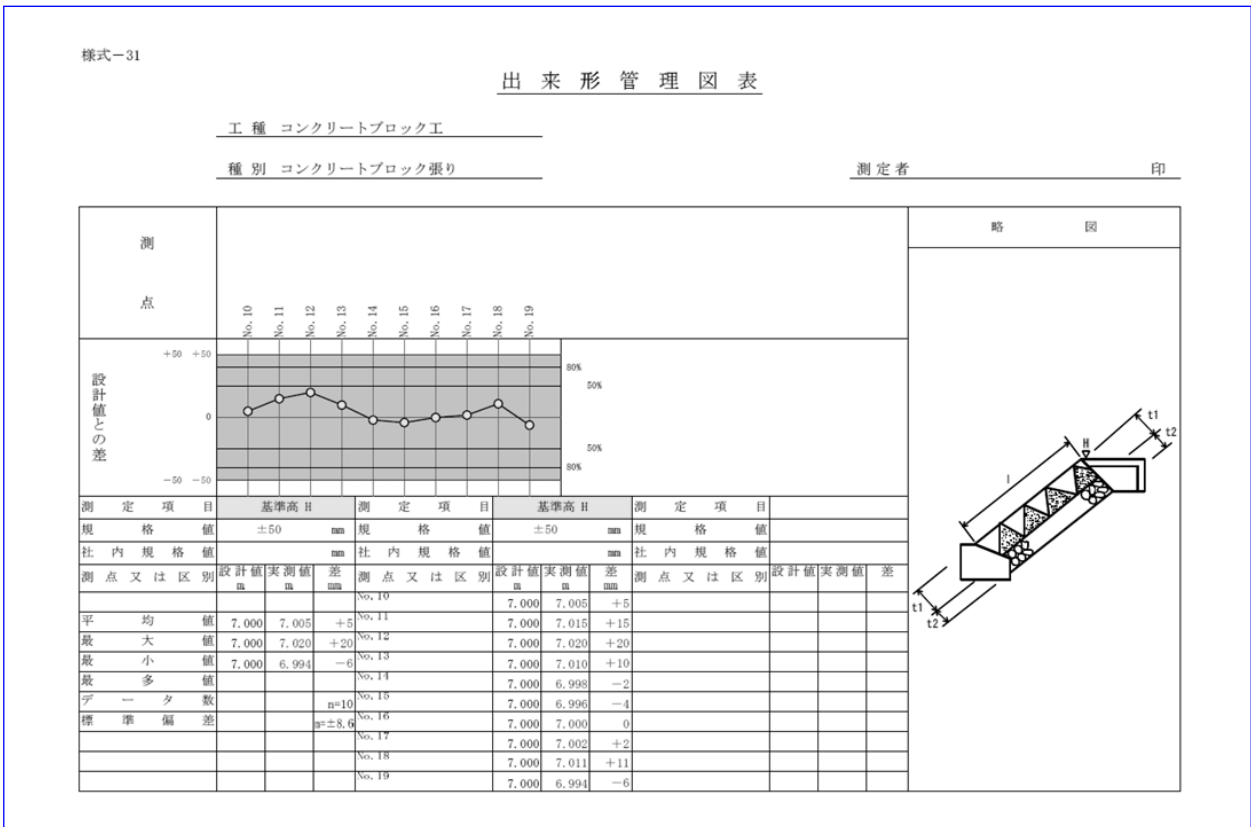 様式－31
出来形管理図表
工種 コンクリートブロック工
種別 コンクリートブロック張り
測定者 印
測点
No. 10 No. 11 No. 12 No. 13 No. 14 No. 15 No. 16 No. 17 No. 18 No. 19
略図
設計値との差
+50 +50
80%
50%
0
50%
80%
－50 －50
t1
t2
H
l
t1
t2
測定項目 基準高 H 測定項目 基準高 H 測定項目
規格値 ±50 mm 規格値 ±50 mm 規格値
社内規格値 mm 社内規格値 mm 社内規格値
測点又は区別 設計値 m 実測値 m 差 mm 測点又は区別 設計値 m 実測値 m 差 mm 測点又は区別 設計値 実測値 差
No. 10 7.000 7.005 +5
平均値 7.000 7.005 +5 No. 11 7.000 7.015 +15
最大値 7.000 7.020 +20 No. 12 7.000 7.020 +20
最小値 7.000 6.994 －6 No. 13 7.000 7.010 +10
最多値 No. 14 7.000 6.998 －2
データ数 n=10 No. 15 7.000 6.996 －4
標準偏差 m=±8.6 No. 16 7.000 7.000 0
No. 17 7.000 7.002 +2
No. 18 7.000 7.011 +11
No. 19 7.000 6.994 －6